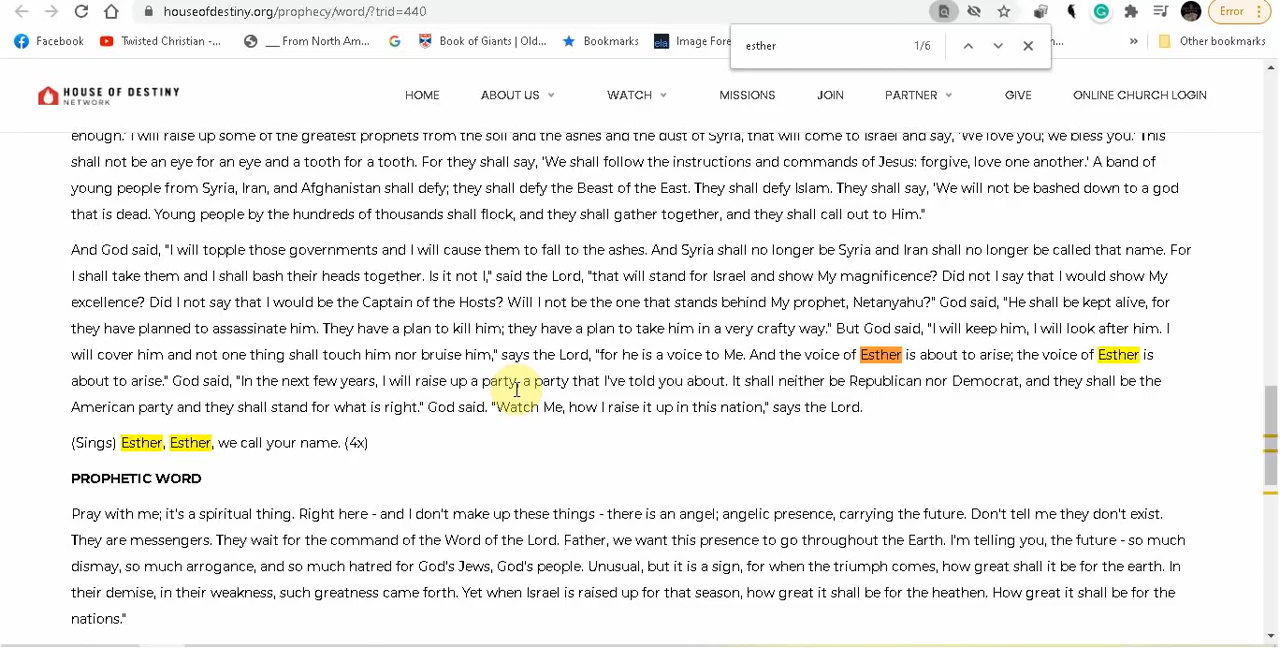 houseofdestiny.org/prophecy/word/?trid=440
Error
Facebook
Twisted Christian -...
__ From North Am...
Book of Giants | Old...
Bookmarks
ela
Image Fore
»
Other bookmarks
esther
1/6
HOUSE OF DESTINY
NETWORK
HOME
ABOUT US
WATCH
MISSIONS
JOIN
PARTNER
GIVE
ONLINE CHURCH LOGIN
enough.' I will raise up some of the greatest prophets from the soil and the ashes and the dust of Syria, that will come to Israel and say, 'We love you; we bless you.' This
shall not be an eye for an eye and a tooth for a tooth. For they shall say, 'We shall follow the instructions and commands of Jesus: forgive, love one another.' A band of
young people from Syria, Iran, and Afghanistan shall defy; they shall defy the Beast of the East. They shall defy Islam. They shall say, 'We will not be bashed down to a god
that is dead. Young people by the hundreds of thousands shall flock, and they shall gather together, and they shall call out to Him."
And God said, "I will topple those governments and I will cause them to fall to the ashes. And Syria shall no longer be Syria and Iran shall no longer be called that name. For
I shall take them and I shall bash their heads together. Is it not I," said the Lord, "that will stand for Israel and show My magnificence? Did not I say that I would show My
excellence? Did I not say that I would be the Captain of the Hosts? Will I not be the one that stands behind My prophet, Netanyahu?" God said, "He shall be kept alive, for
they have planned to assassinate him. They have a plan to kill him; they have a plan to take him in a very crafty way." But God said, "I will keep him, I will look after him. I
will cover him and not one thing shall touch him nor bruise him," says the Lord, "for he is a voice to Me. And the voice of Esther is about to arise; the voice of Esther is
about to arise." God said, "In the next few years, I will raise up a party, a party that I've told you about. It shall neither be Republican nor Democrat, and they shall be the
American party and they shall stand for what is right." God said. "Watch Me, how I raise it up in this nation," says the Lord.
(Sings) Esther, Esther, we call your name. (4x)
PROPHETIC WORD
Pray with me; it's a spiritual thing. Right here - and I don't make up these things - there is an angel; angelic presence, carrying the future. Don't tell me they don't exist.
They are messengers. They wait for the command of the Word of the Lord. Father, we want this presence to go throughout the Earth. I'm telling you, the future - so much
dismay, so much arrogance, and so much hatred for God's Jews, God's people. Unusual, but it is a sign, for when the triumph comes, how great shall it be for the earth. In
their demise, in their weakness, such greatness came forth. Yet when Israel is raised up for that season, how great it shall be for the heathen. How great it shall be for the
nations."